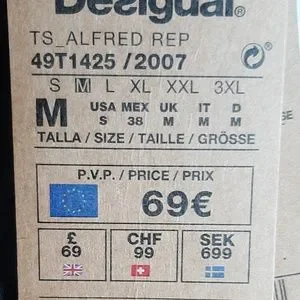 Desigual®
TS_ALFRED REP
49T1425 /2007
S M L XL XXL 3XL
M USA MEX UK IT D
S 38 M M M
TALLA / SIZE / TAILLE / GRÖSSE
P.V.P. / PRICE / PRIX
69€
£ CHF SEK
69 99 699